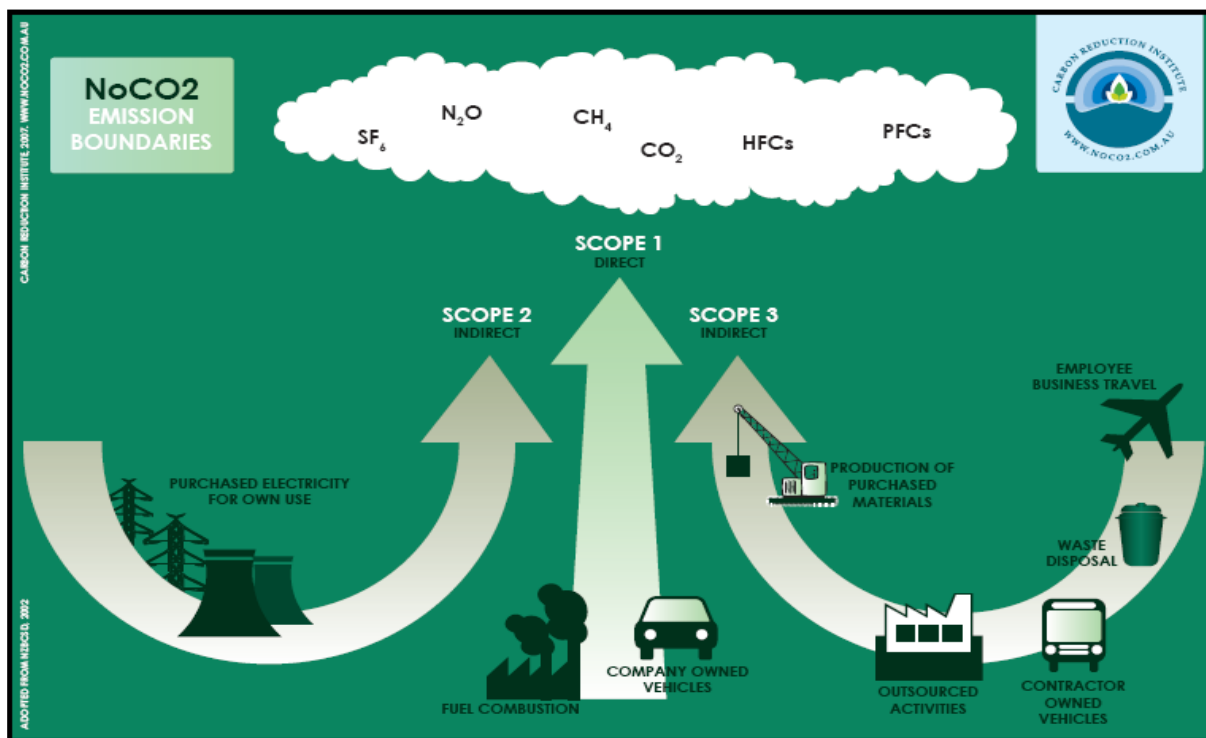 NoCO2
EMISSION
BOUNDARIES
CARBON REDUCTION INSTITUTE, 2007. WWW.NOCO2.COM.AU
ADOPTED FROM NZBCSD, 2002
SF₆
N₂O
CH₄
CO₂
HFCs
PFCs
CARBON REDUCTION INSTITUTE
WWW.NOCO2.COM.AU
SCOPE 1
DIRECT
SCOPE 2
INDIRECT
SCOPE 3
INDIRECT
PURCHASED ELECTRICITY
FOR OWN USE
FUEL COMBUSTION
COMPANY OWNED
VEHICLES
EMPLOYEE
BUSINESS TRAVEL
PRODUCTION OF
PURCHASED
MATERIALS
WASTE
DISPOSAL
OUTSOURCED
ACTIVITIES
CONTRACTOR
OWNED
VEHICLES